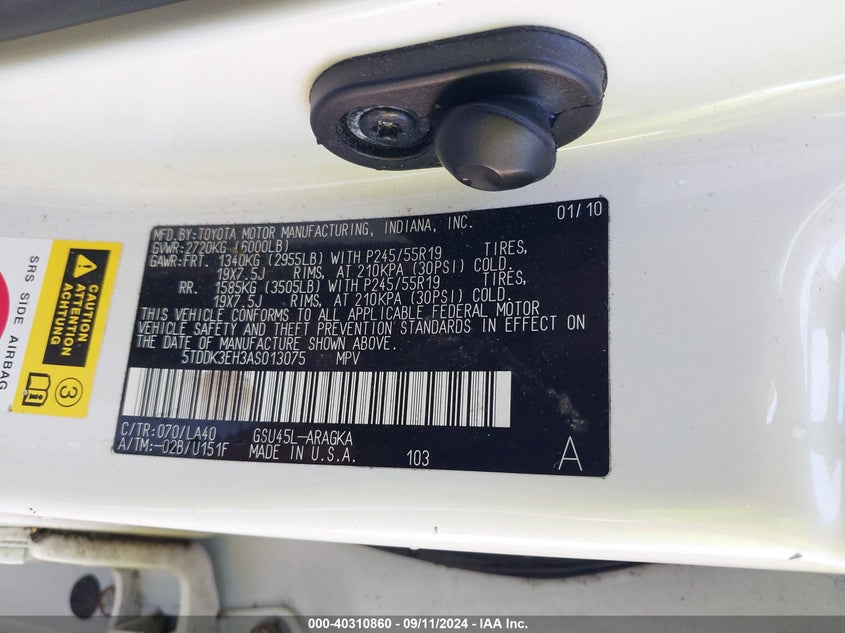 MFD.BY:TOYOTA MOTOR MANUFACTURING, INDIANA, INC. 01/10
GVWR:2720KG (6000LB)
GAWR:FRT. 1340KG (2955LB) WITH P245/55R19 TIRES,
19X7.5J RIMS, AT 210KPA (30PSI) COLD.
RR. 1585KG (3505LB) WITH P245/55R19 TIRES,
19X7.5J RIMS, AT 210KPA (30PSI) COLD.
THIS VEHICLE CONFORMS TO ALL APPLICABLE FEDERAL MOTOR
VEHICLE SAFETY AND THEFT PREVENTION STANDARDS IN EFFECT ON
THE DATE OF MANUFACTURE SHOWN ABOVE.
5TDDK3EH3AS013075 MPV
C/TR:070/LA40 GSU45L-ARAGKA
A/TM:-02B/U151F MADE IN U.S.A. 103 A
SRS SIDE AIRBAG
CAUTION
ATTENTION
ACHTUNG
3
000-40310860 - 09/11/2024 - IAA Inc.